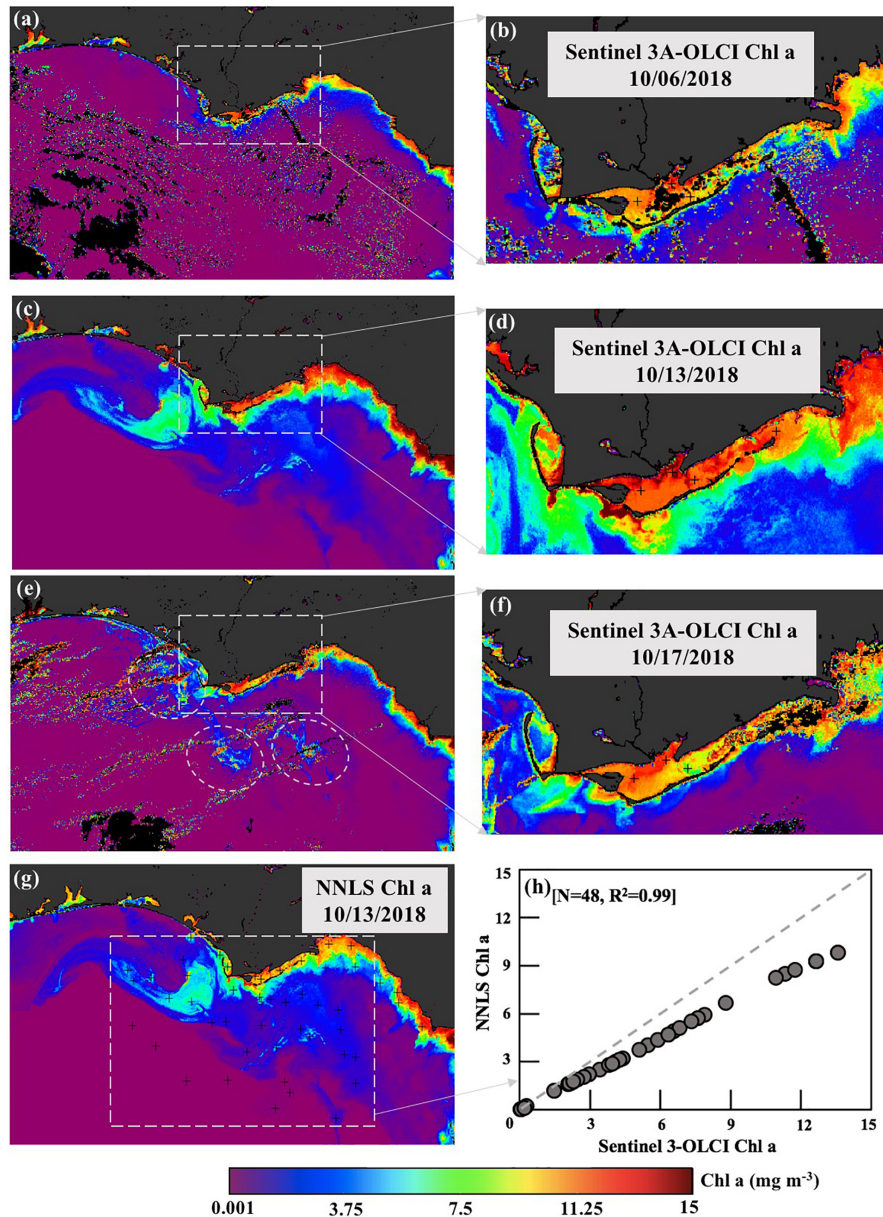 (a)
(b)
Sentinel 3A-OLCI Chl a
10/06/2018
(c)
(d)
Sentinel 3A-OLCI Chl a
10/13/2018
(e)
(f)
Sentinel 3A-OLCI Chl a
10/17/2018
(g)
NNLS Chl a
10/13/2018
(h)
[N=48, R²=0.99]
15
12
9
6
3
NNLS Chl a
0 3 6 9 12 15
Sentinel 3-OLCI Chl a
Chl a (mg m⁻³)
0.001 3.75 7.5 11.25 15